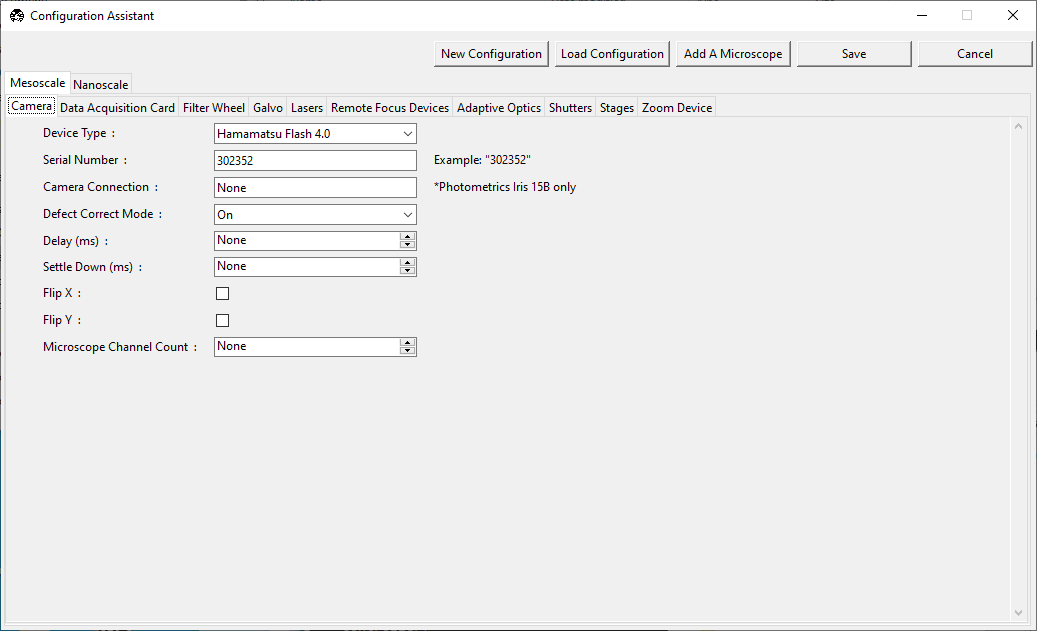 Configuration Assistant
New Configuration Load Configuration Add A Microscope Save Cancel
Mesoscale Nanoscale
Camera Data Acquisition Card Filter Wheel Galvo Lasers Remote Focus Devices Adaptive Optics Shutters Stages Zoom Device
Device Type : Hamamatsu Flash 4.0
Serial Number : 302352 Example: "302352"
Camera Connection : None *Photometrics Iris 15B only
Defect Correct Mode : On
Delay (ms) : None
Settle Down (ms) : None
Flip X :
Flip Y :
Microscope Channel Count : None